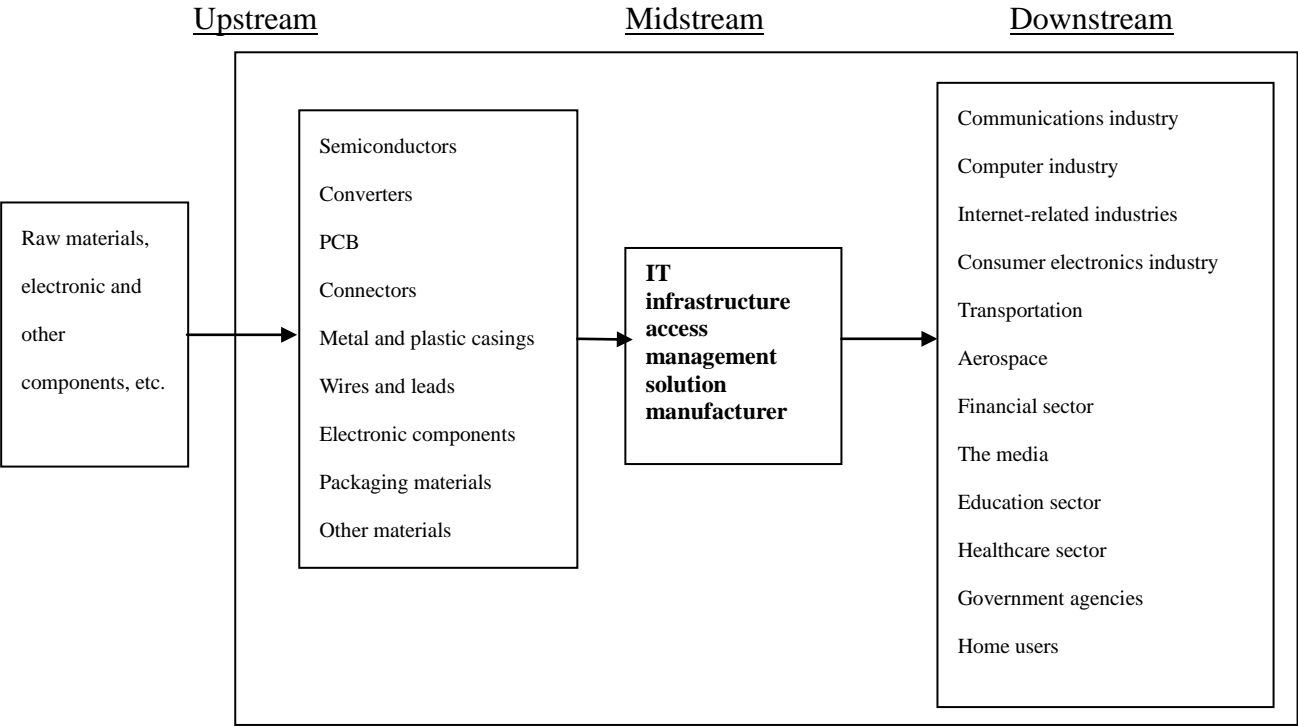 Upstream
Midstream
Downstream
Raw materials,
electronic and
other
components, etc.
Semiconductors
Converters
PCB
Connectors
Metal and plastic casings
Wires and leads
Electronic components
Packaging materials
Other materials
IT
infrastructure
access
management
solution
manufacturer
Communications industry
Computer industry
Internet-related industries
Consumer electronics industry
Transportation
Aerospace
Financial sector
The media
Education sector
Healthcare sector
Government agencies
Home users